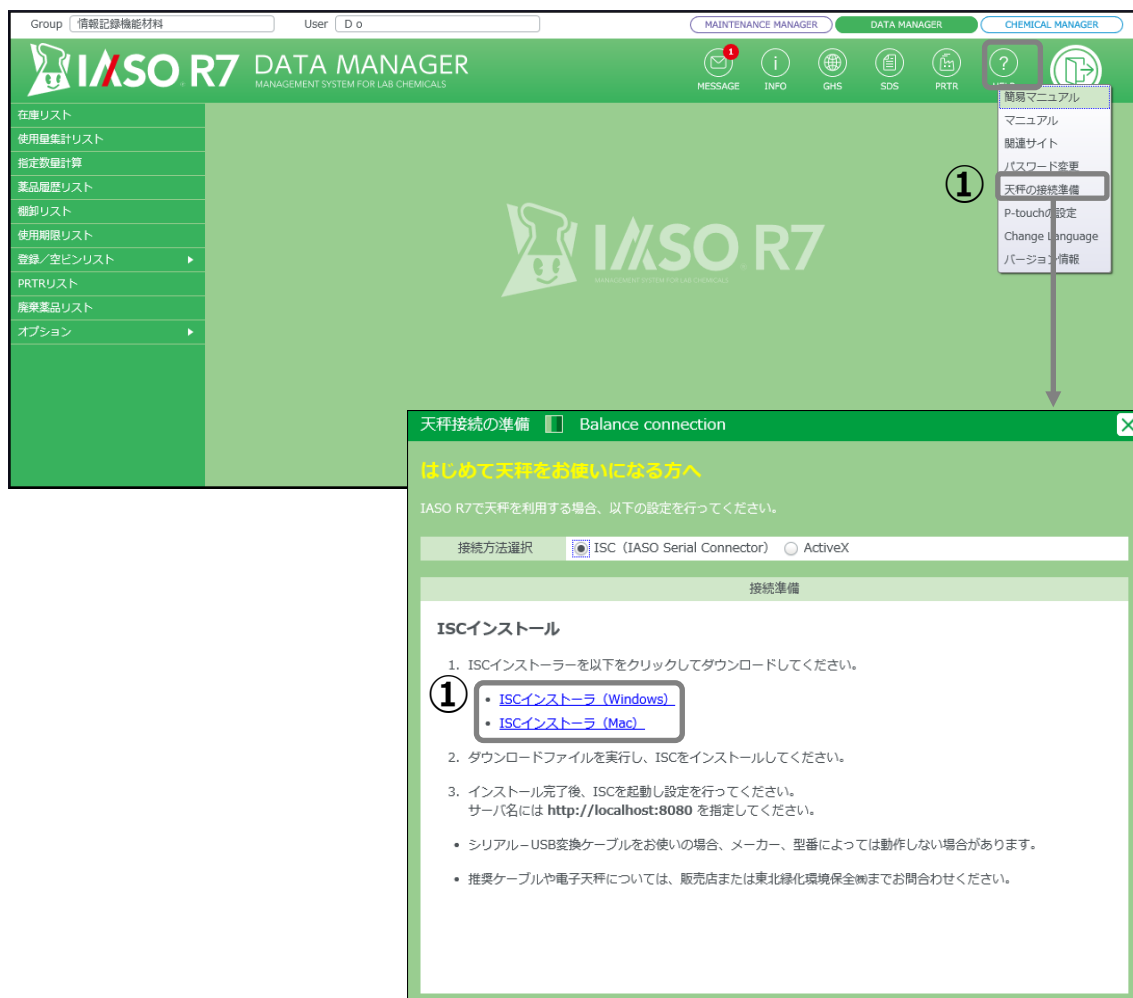 Group 情報記録機能材料 User D o MAINTENANCE MANAGER DATA MANAGER CHEMICAL MANAGER
IASO R7 DATA MANAGER
MANAGEMENT SYSTEM FOR LAB CHEMICALS
1
MESSAGE INFO GHS SDS PRTR
在庫リスト
使用量集計リスト
指定数量計算
薬品履歴リスト
棚卸リスト
使用期限リスト
登録／空ビンリスト
PRTRリスト
廃棄薬品リスト
オプション
簡易マニュアル
マニュアル
関連サイト
パスワード変更
① 天秤の接続準備
P-touchの設定
Change Language
バージョン情報
IASO R7
MANAGEMENT SYSTEM FOR LAB CHEMICALS
天秤接続の準備 Balance connection
はじめて天秤をお使いになる方へ
IASO R7で天秤を利用する場合、以下の設定を行ってください。
接続方法選択 ISC（IASO Serial Connector） ActiveX
接続準備
ISCインストール
1. ISCインストーラーを以下をクリックしてダウンロードしてください。
① • ISCインストーラ（Windows）
• ISCインストーラ（Mac）
2. ダウンロードファイルを実行し、ISCをインストールしてください。
3. インストール完了後、ISCを起動し設定を行ってください。
サーバ名には http://localhost:8080 を指定してください。
• シリアル－USB変換ケーブルをお使いの場合、メーカー、型番によっては動作しない場合があります。
• 推奨ケーブルや電子天秤については、販売店または東北緑化環境保全㈱までお問合わせください。